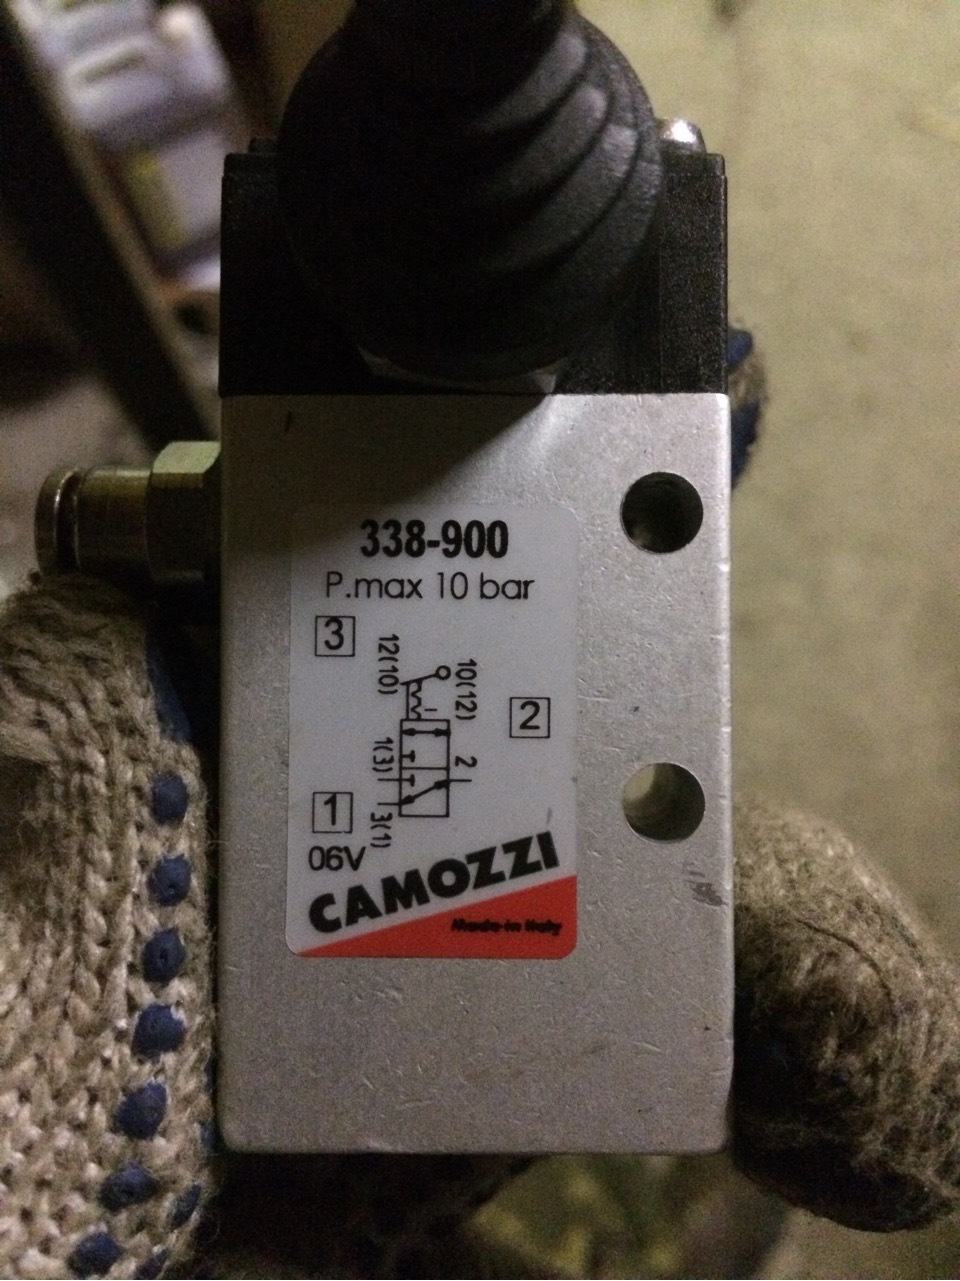 338-900
P.max 10 bar
3
12(10)
10(12)
2
1(3)
2
1
3(1)
06V
CAMOZZI
Made in Italy